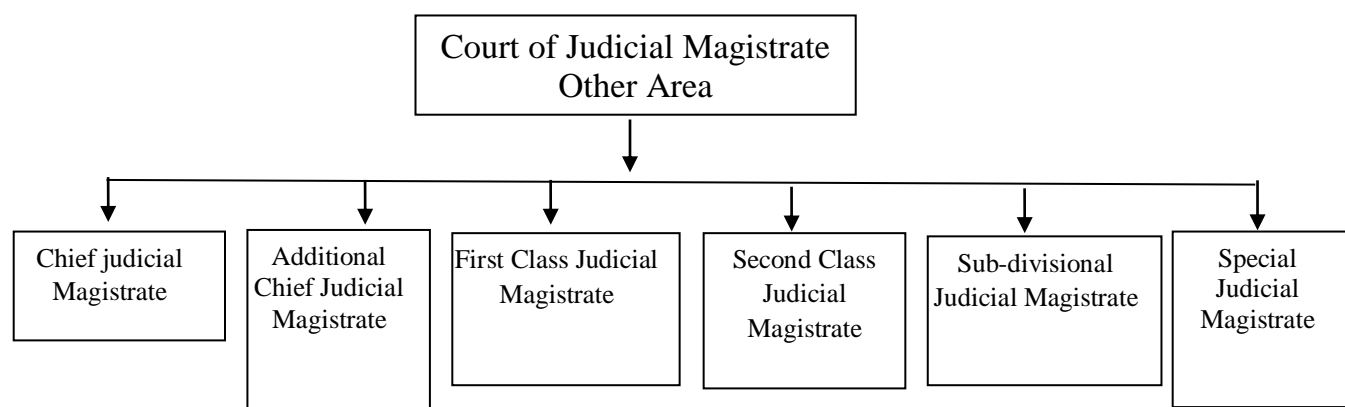 Court of Judicial Magistrate
Other Area
Chief judicial
Magistrate
Additional
Chief Judicial
Magistrate
First Class Judicial
Magistrate
Second Class
Judicial
Magistrate
Sub-divisional
Judicial Magistrate
Special
Judicial
Magistrate